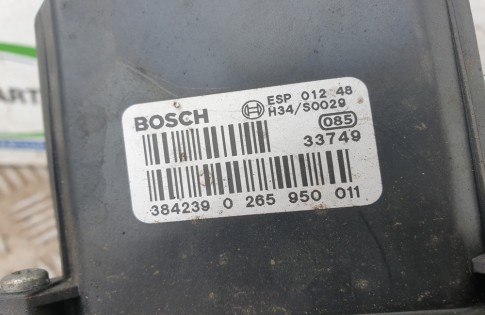 BOSCH ESP 012 48
H34/S0029
085
33749
384239 0 265 950 011